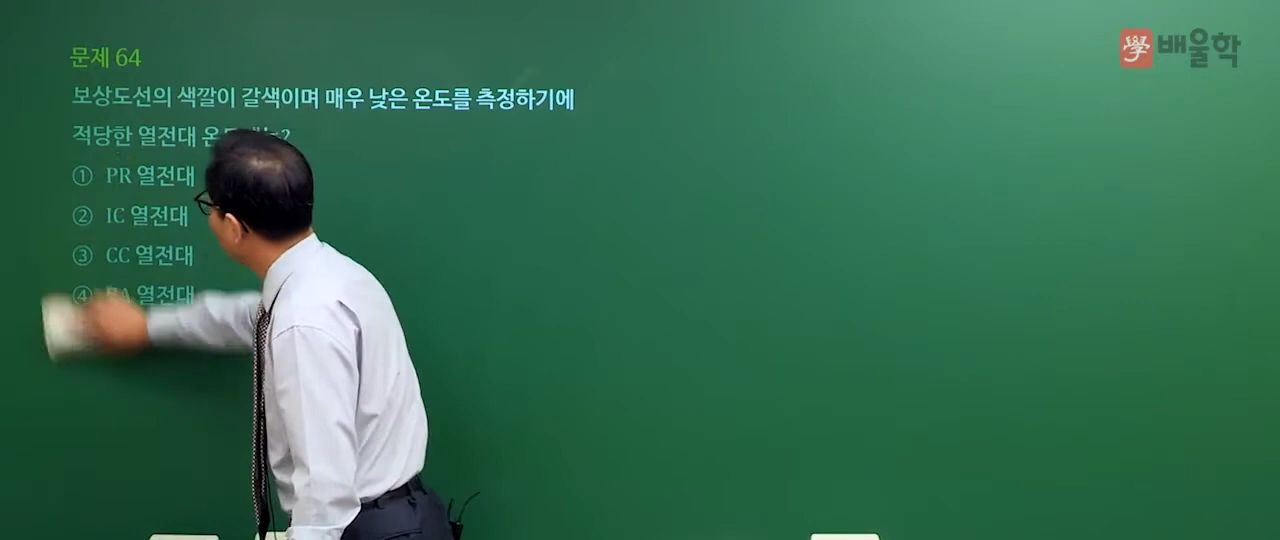 문제 64
보상도선의 색깔이 갈색이며 매우 낮은 온도를 측정하기에
적당한 열전대
① PR 열전대
② IC 열전대
③ CC 열전대
④ 열전대
學 배울학